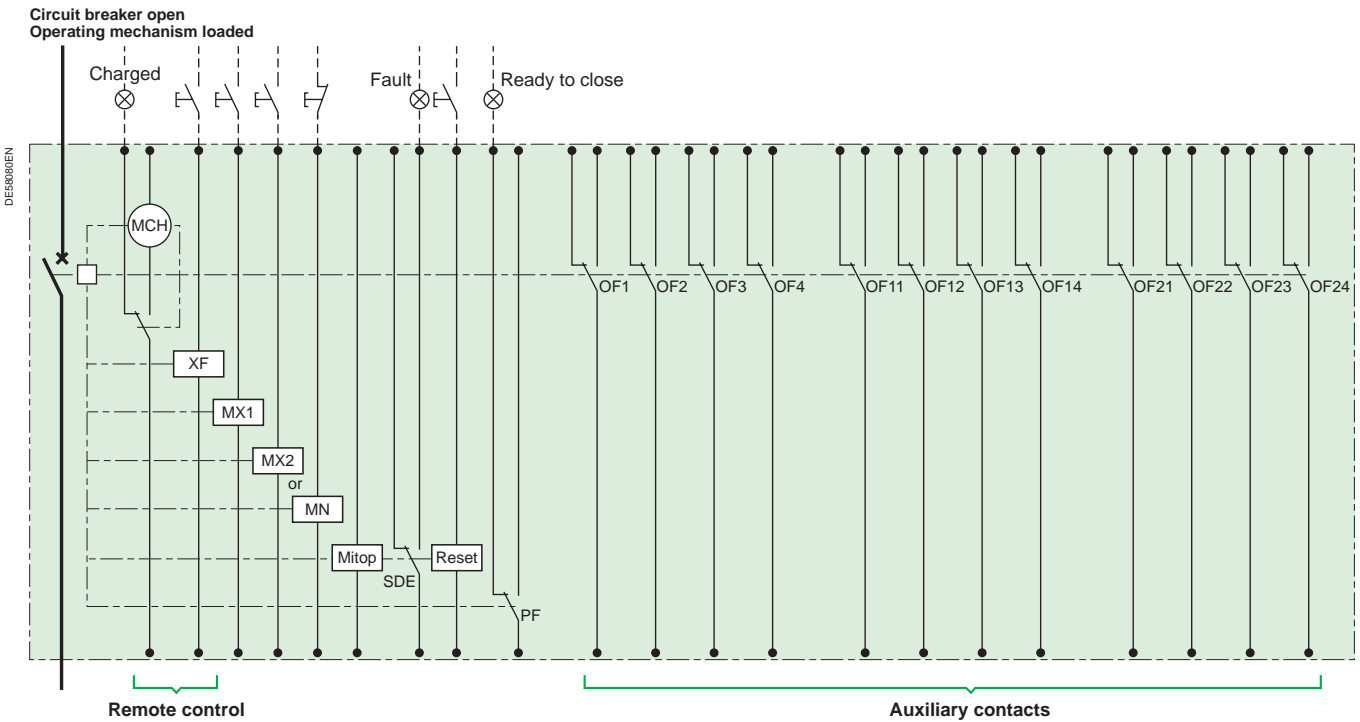 Circuit breaker open
Operating mechanism loaded
Charged
Fault
Ready to close
DE58080EN
MCH
OF1
OF2
OF3
OF4
OF11
OF12
OF13
OF14
OF21
OF22
OF23
OF24
XF
MX1
MX2
or
MN
Mitop
Reset
SDE
PF
Remote control
Auxiliary contacts